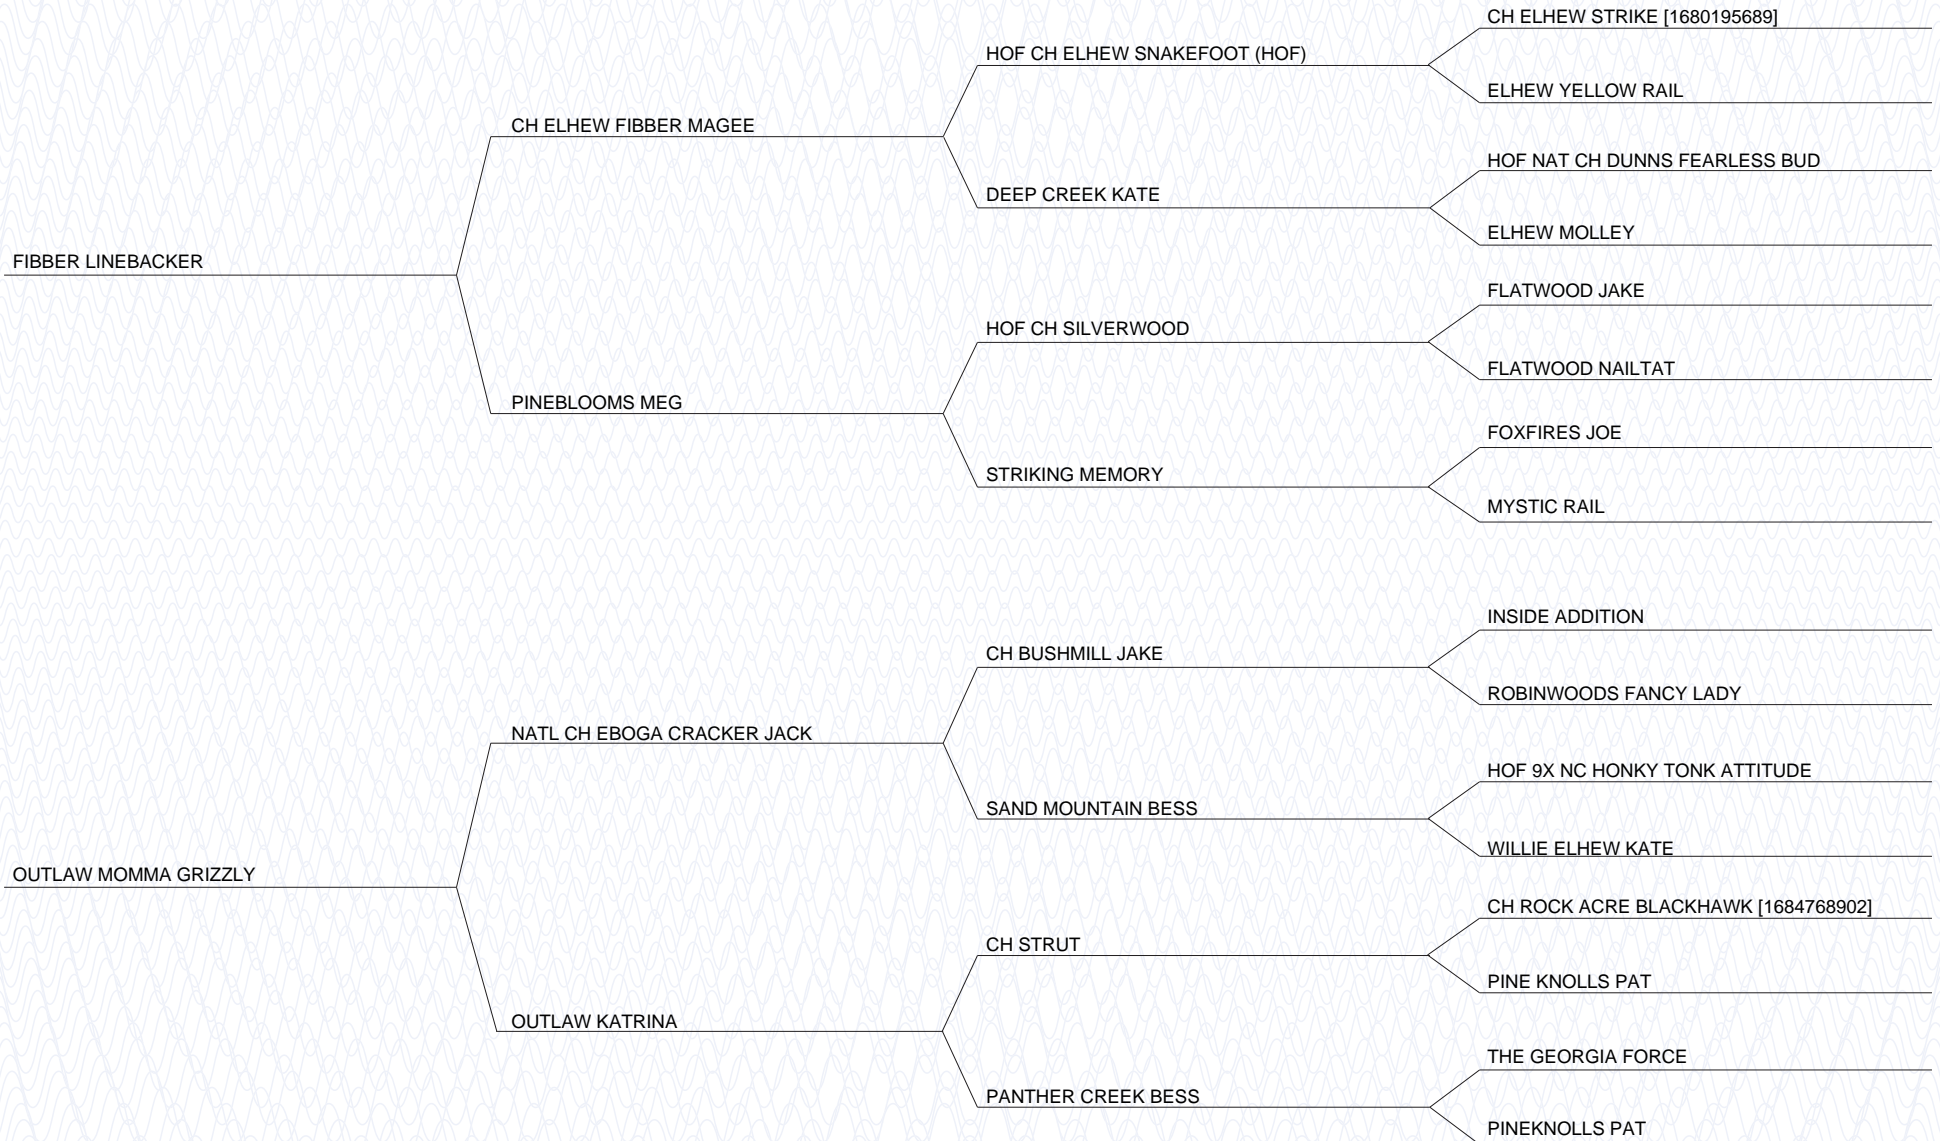 CH ELHEW STRIKE [1680195689]
HOF CH ELHEW SNAKEFOOT (HOF)
ELHEW YELLOW RAIL
CH ELHEW FIBBER MAGEE
HOF NAT CH DUNNS FEARLESS BUD
DEEP CREEK KATE
ELHEW MOLLEY
FIBBER LINEBACKER
FLATWOOD JAKE
HOF CH SILVERWOOD
FLATWOOD NAILTAT
PINEBLOOMS MEG
FOXFIRES JOE
STRIKING MEMORY
MYSTIC RAIL
INSIDE ADDITION
CH BUSHMILL JAKE
ROBINWOODS FANCY LADY
NATL CH EBOGA CRACKER JACK
HOF 9X NC HONKY TONK ATTITUDE
SAND MOUNTAIN BESS
WILLIE ELHEW KATE
OUTLAW MOMMA GRIZZLY
CH ROCK ACRE BLACKHAWK [1684768902]
CH STRUT
PINE KNOLLS PAT
OUTLAW KATRINA
THE GEORGIA FORCE
PANTHER CREEK BESS
PINEKNOLLS PAT